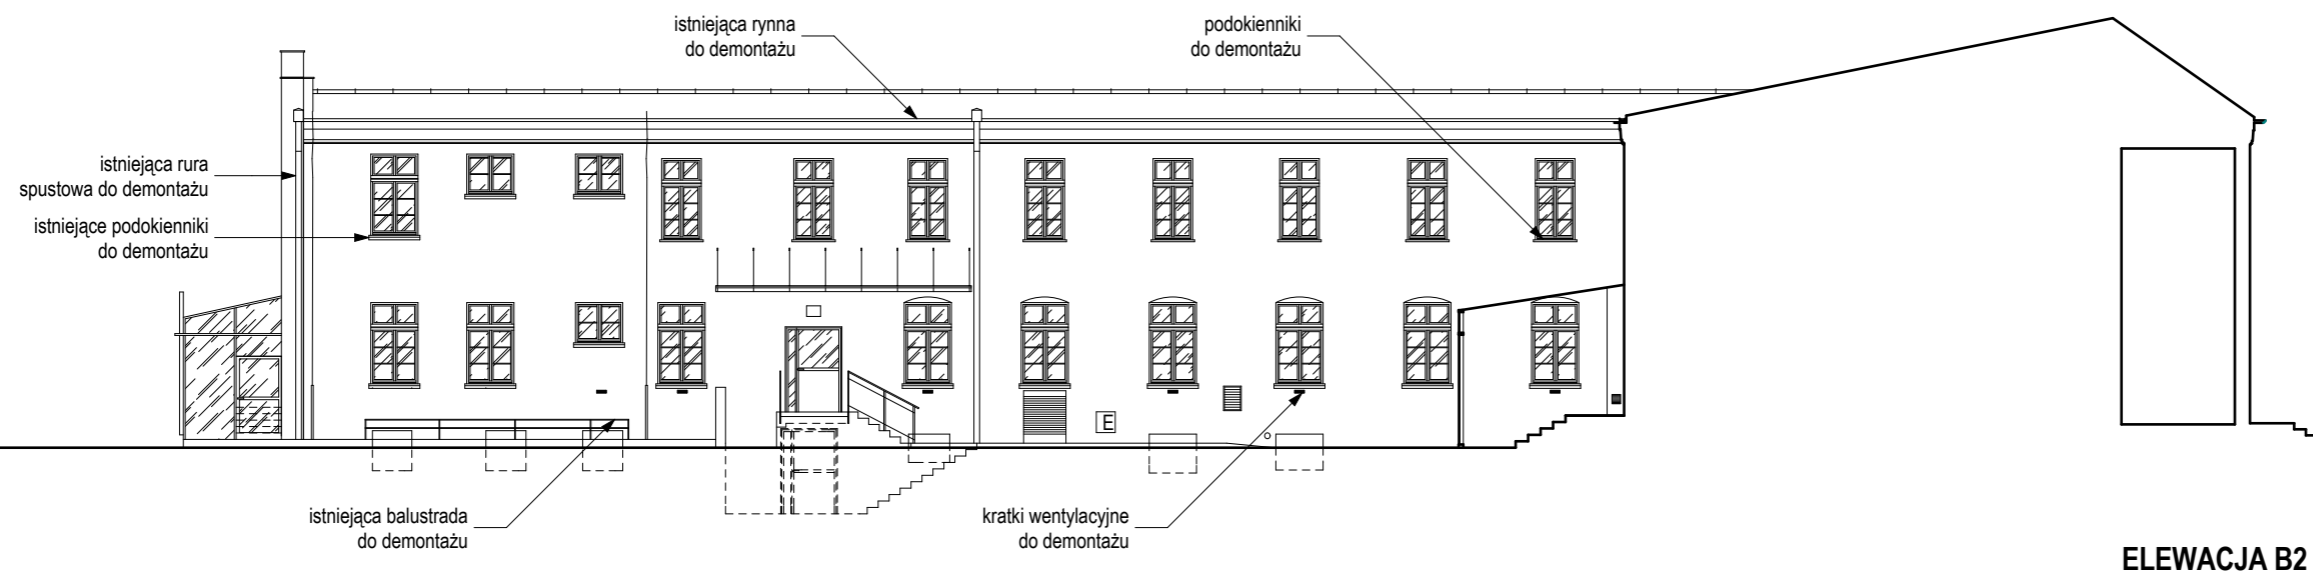 istniejąca rynna
do demontażu
podokienniki
do demontażu
istniejąca rura
spustowa do demontażu
istniejące podokienniki
do demontażu
E
istniejąca balustrada
do demontażu
kratki wentylacyjne
do demontażu
ELEWACJA B2